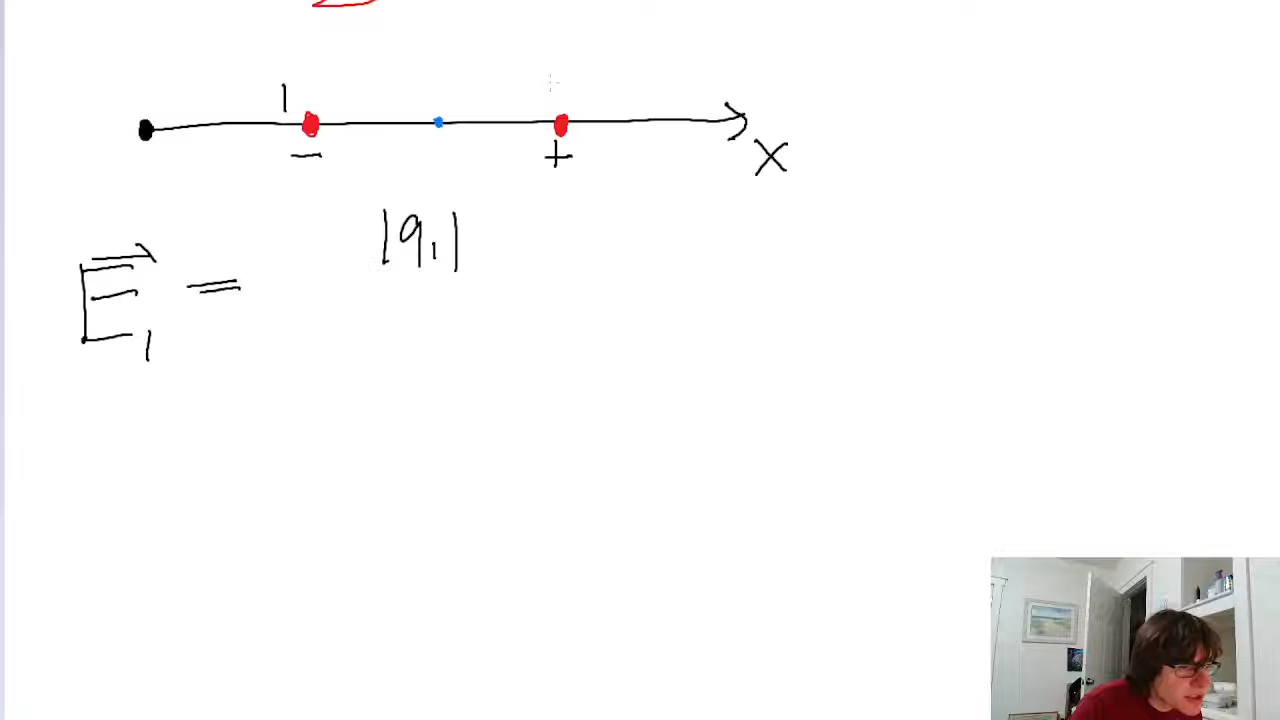 1
− +
X
|q₁|
E⃗₁ =